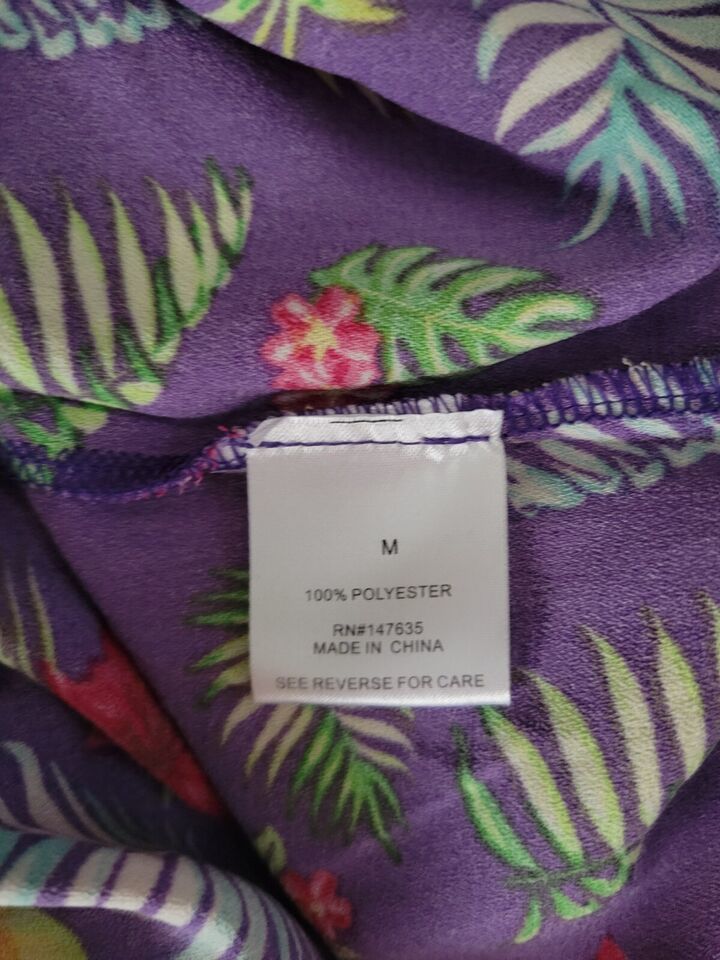 M
100% POLYESTER
RN#147635
MADE IN CHINA
SEE REVERSE FOR CARE